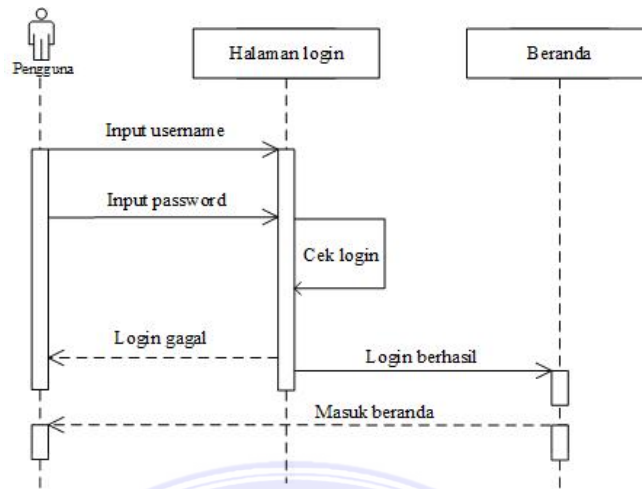 Pengguna
Halaman login
Beranda
Input username
Input password
Cek login
Login gagal
Login berhasil
Masuk beranda